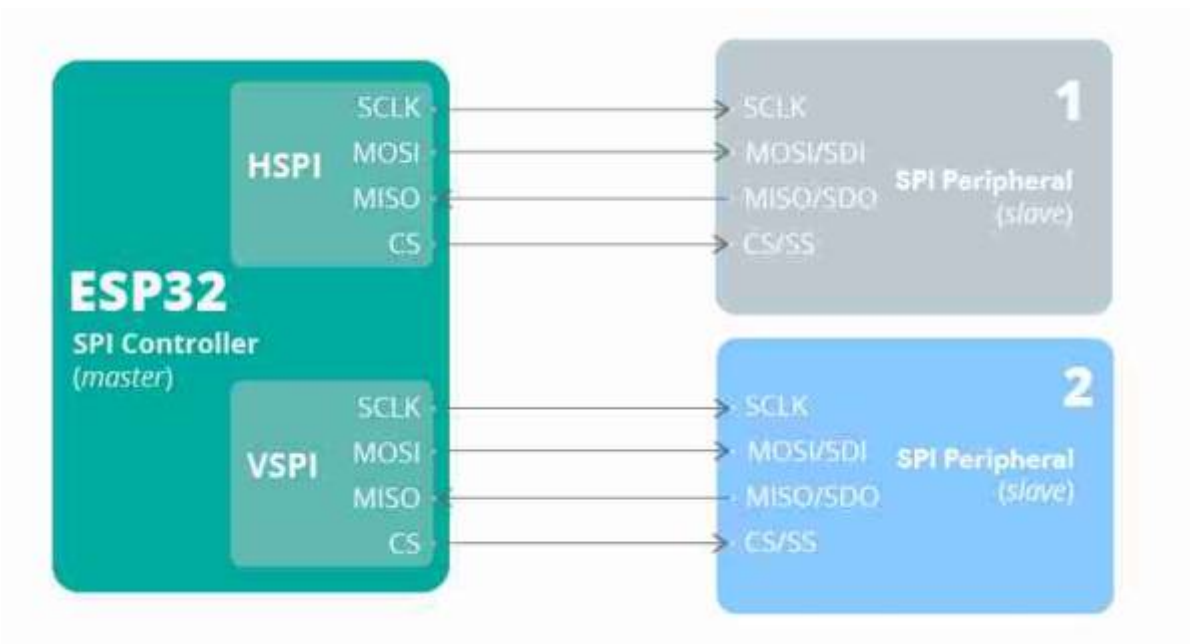 ESP32
SPI Controller
(master)
HSPI
SCLK
MOSI
MISO
CS
VSPI
SCLK
MOSI
MISO
CS
1
SCLK
MOSI/SDI
MISO/SDO
CS/SS
SPI Peripheral
(slave)
2
SCLK
MOSI/SDI
MISO/SDO
CS/SS
SPI Peripheral
(slave)